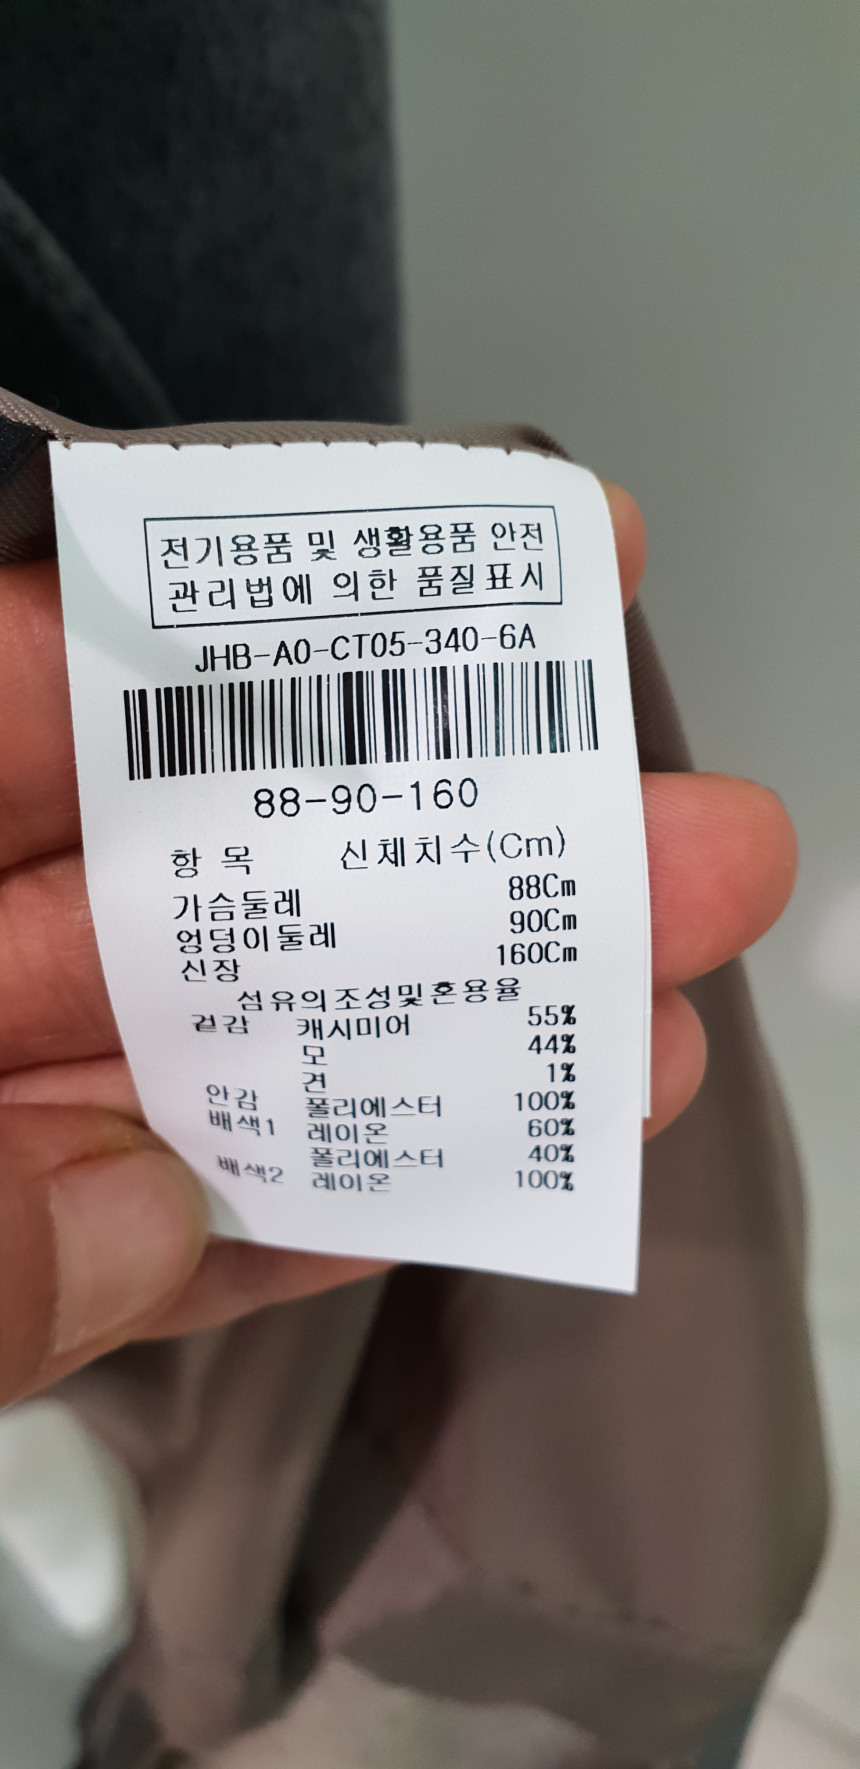 전기용품 및 생활용품 안전
관리법에 의한 품질표시
JHB-A0-CT05-340-6A
88-90-160
항 목 신체치수(Cm)
가슴둘레 88Cm
엉덩이둘레 90Cm
신장 160Cm
섬유의조성및혼용율
겉감 캐시미어 55%
모 44%
견 1%
안감 폴리에스터 100%
배색1 레이온 60%
폴리에스터 40%
배색2 레이온 100%